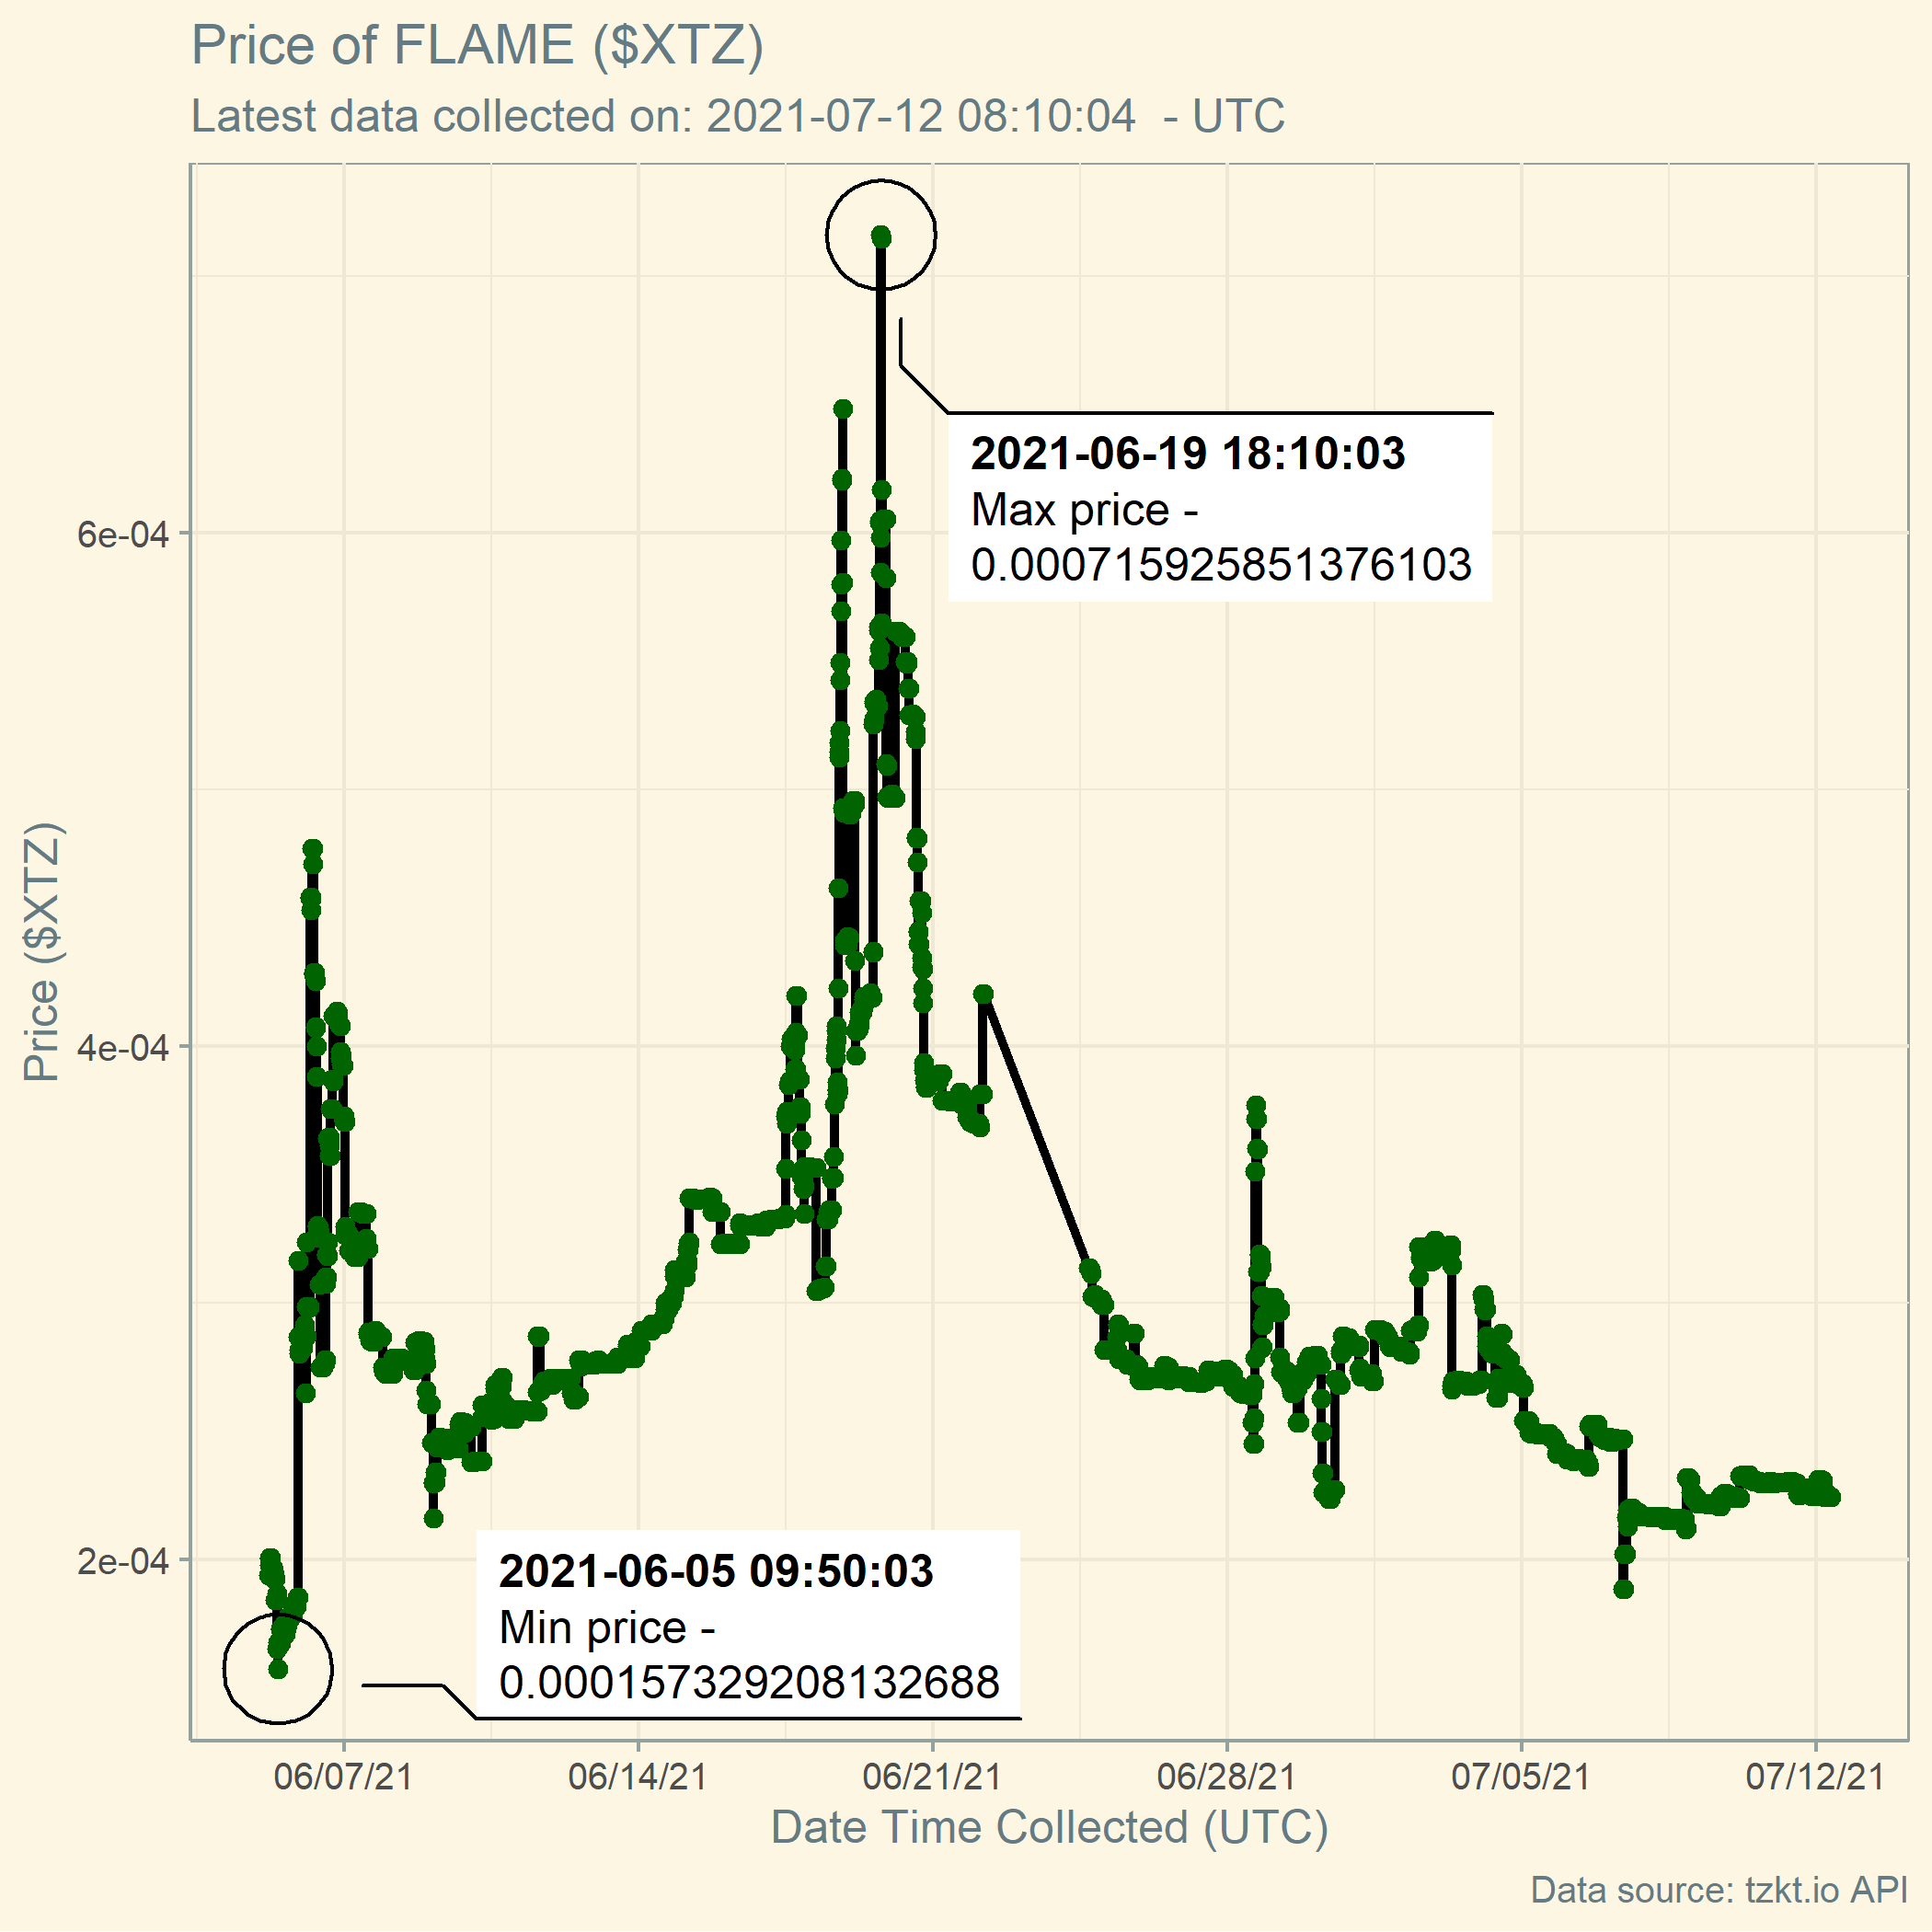 Price of FLAME ($XTZ)
Latest data collected on: 2021-07-12 08:10:04  - UTC
2021-06-19 18:10:03
Max price -
0.000715925851376103
6e-04
4e-04
2e-04
Price ($XTZ)
2021-06-05 09:50:03
Min price -
0.000157329208132688
06/07/21
06/14/21
06/21/21
06/28/21
07/05/21
07/12/21
Date Time Collected (UTC)
Data source: tzkt.io API